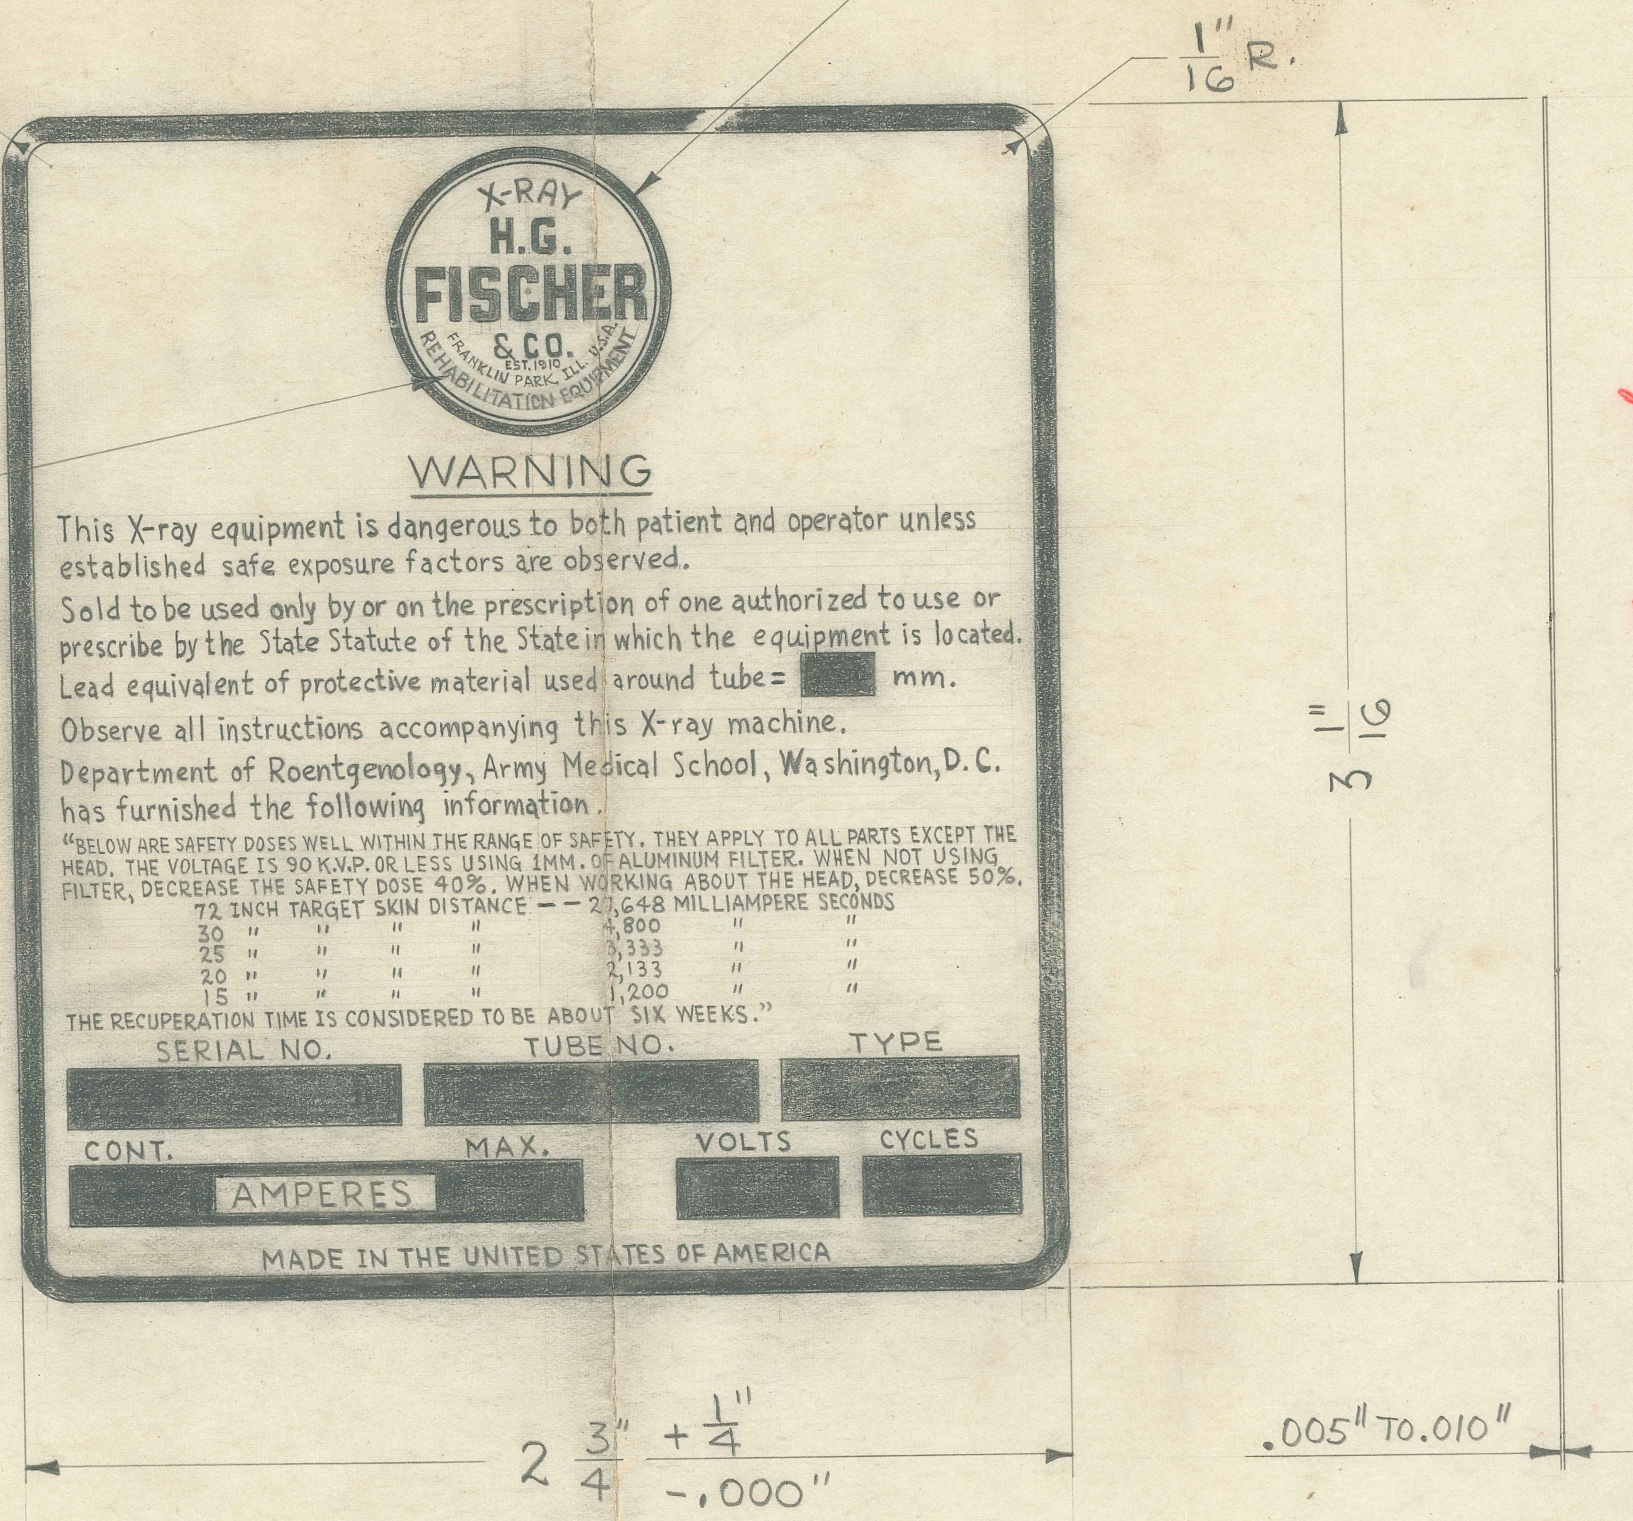 1"
16 R.
X-RAY
H.G.
FISCHER
& CO.
EST. 1910
FRANKLIN PARK, ILL. U.S.A.
REHABILITATION EQUIPMENT
WARNING
This X-ray equipment is dangerous to both patient and operator unless
established safe exposure factors are observed.
Sold to be used only by or on the prescription of one authorized to use or
prescribe by the State Statute of the State in which the equipment is located.
Lead equivalent of protective material used around tube= mm.
Observe all instructions accompanying this X-ray machine.
Department of Roentgenology, Army Medical School, Washington, D.C.
has furnished the following information.
"BELOW ARE SAFETY DOSES WELL WITHIN THE RANGE OF SAFETY. THEY APPLY TO ALL PARTS EXCEPT THE
HEAD. THE VOLTAGE IS 90 K.V.P. OR LESS USING 1MM. OF ALUMINUM FILTER. WHEN NOT USING
FILTER, DECREASE THE SAFETY DOSE 40%. WHEN WORKING ABOUT THE HEAD, DECREASE 50%.
72 INCH TARGET SKIN DISTANCE -- 27,648 MILLIAMPERE SECONDS
30 " " " " 4,800 " "
25 " " " " 3,333 " "
20 " " " " 2,133 " "
15 " " " " 1,200 " "
THE RECUPERATION TIME IS CONSIDERED TO BE ABOUT SIX WEEKS."
SERIAL NO. TUBE NO. TYPE
CONT. MAX. VOLTS CYCLES
AMPERES
MADE IN THE UNITED STATES OF AMERICA
3 1/16"
2 3/4" + 1/4"
-.000"
.005" TO .010"